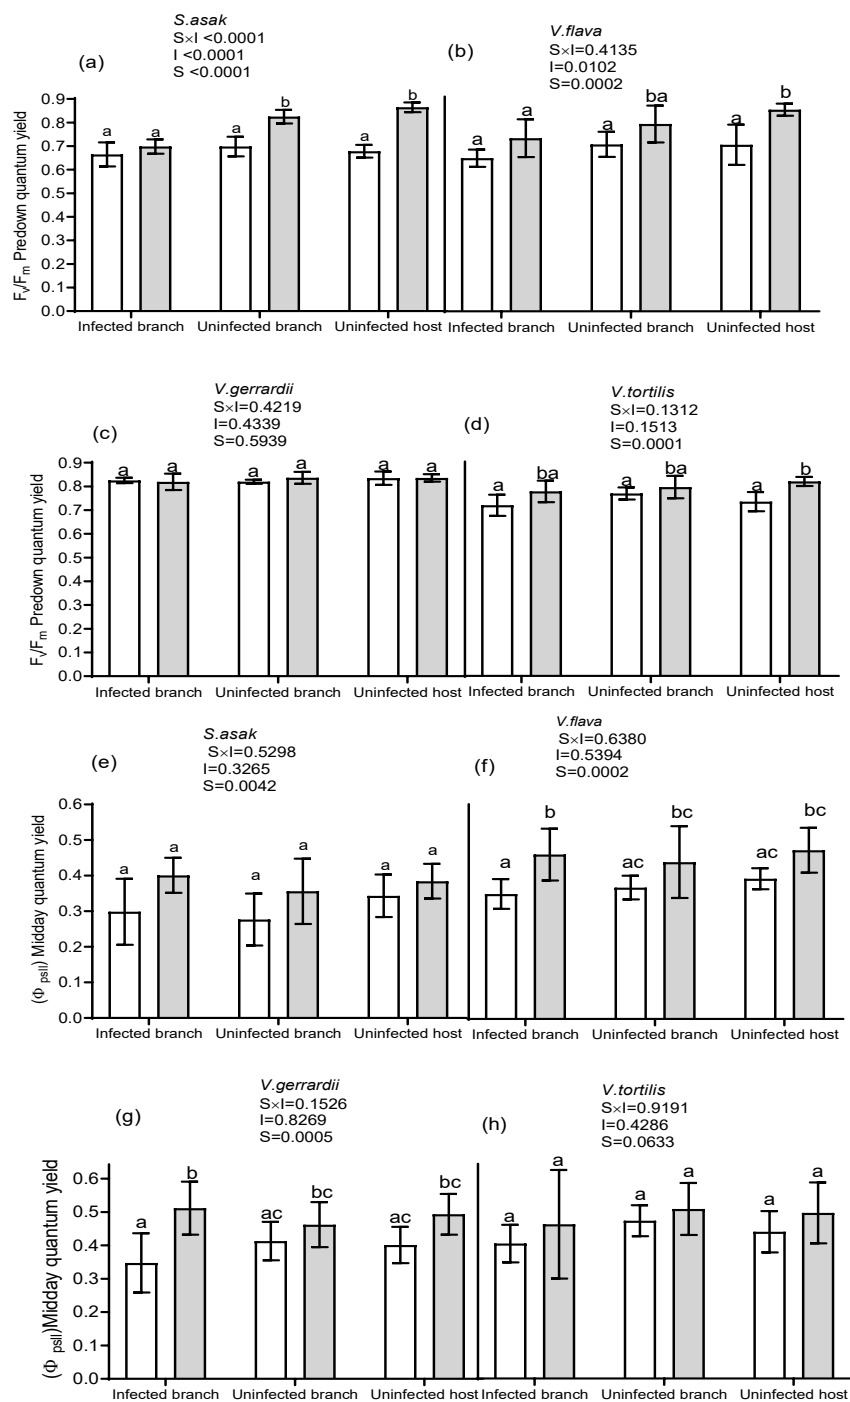 S.asak
S×I <0.0001
I <0.0001
S <0.0001
(a)
V.flava
S×I=0.4135
I=0.0102
S=0.0002
(b)
Fv/Fm Predown quantum yield
0.9
0.8
0.7
0.6
0.5
0.4
0.3
0.2
0.1
0.0
a a a b a b
a a a ba a b
Infected branch Uninfected branch Uninfected host
Infected branch Uninfected branch Uninfected host
V.gerrardii
S×I=0.4219
I=0.4339
S=0.5939
(c)
V.tortilis
S×I=0.1312
I=0.1513
S=0.0001
(d)
Fv/Fm Predown quantum yield
0.9
0.8
0.7
0.6
0.5
0.4
0.3
0.2
0.1
0.0
a a a a a a
a ba a ba a b
Infected branch Uninfected branch Uninfected host
Infected branch Uninfected branch Uninfected host
S.asak
S×I=0.5298
I=0.3265
S=0.0042
(e)
V.flava
S×I=0.6380
I=0.5394
S=0.0002
(f)
(Φ psII) Midday quantum yield
0.6
0.5
0.4
0.3
0.2
0.1
0.0
a a a a a a
a b ac bc ac bc
Infected branch Uninfected branch Uninfected host
Infected branch Uninfected branch Uninfected host
V.gerrardii
S×I=0.1526
I=0.8269
S=0.0005
(g)
V.tortilis
S×I=0.9191
I=0.4286
S=0.0633
(h)
(Φ psII)Midday quantum yield
0.6
0.5
0.4
0.3
0.2
0.1
0.0
a b ac bc ac bc
a a a a a a
Infected branch Uninfected branch Uninfected host
Infected branch Uninfected branch Uninfected host